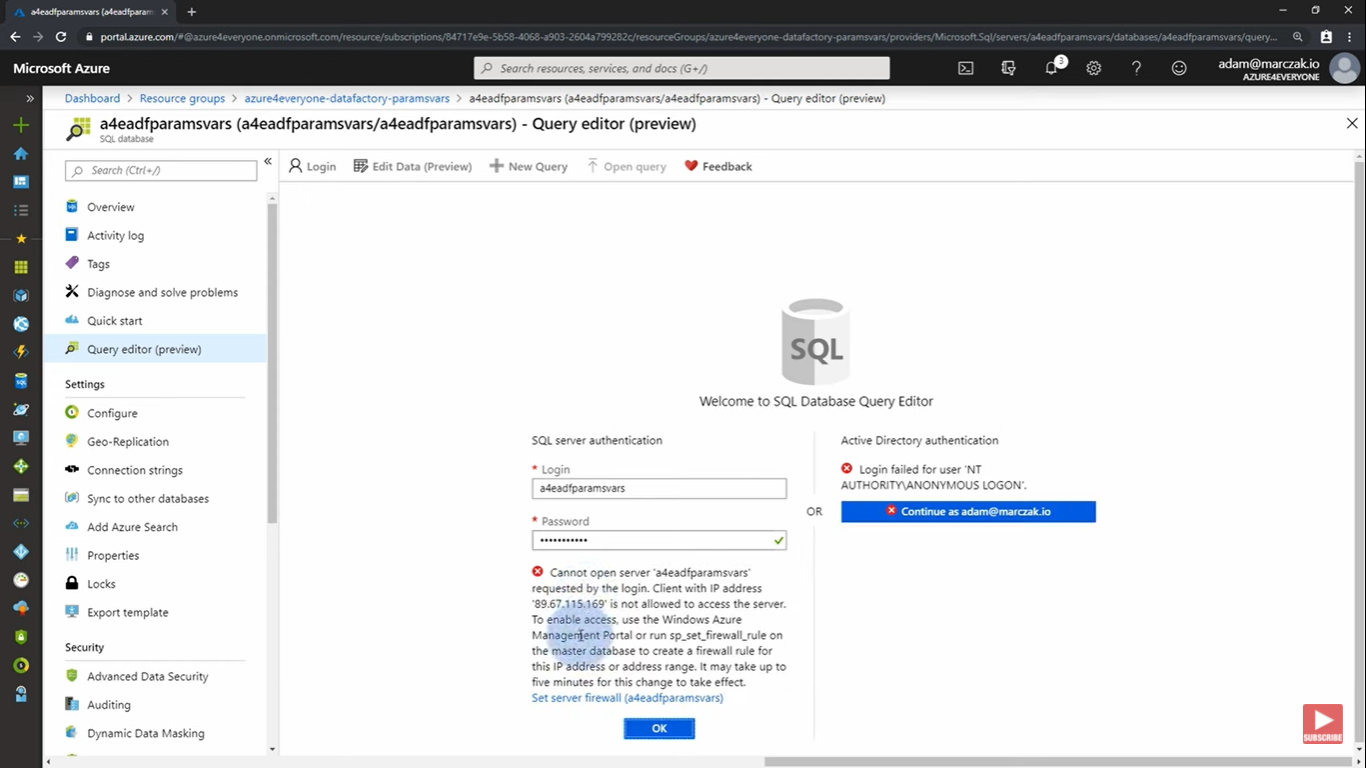 a4eadfparamsvars (a4eadfparams
portal.azure.com/#@azure4everyone.onmicrosoft.com/resource/subscriptions/84717e9e-5b58-4068-a903-2604a799282c/resourceGroups/azure4everyone-datafactory-paramsvars/providers/Microsoft.Sql/servers/a4eadfparamsvars/databases/a4eadfparamsvars/query...
Microsoft Azure
Search resources, services, and docs (G+/)
3
adam@marczak.io
AZURE4EVERYONE
Dashboard > Resource groups > azure4everyone-datafactory-paramsvars > a4eadfparamsvars (a4eadfparamsvars/a4eadfparamsvars) - Query editor (preview)
a4eadfparamsvars (a4eadfparamsvars/a4eadfparamsvars) - Query editor (preview)
SQL database
Search (Ctrl+/)
Login
Edit Data (Preview)
New Query
Open query
Feedback
Overview
Activity log
Tags
Diagnose and solve problems
Quick start
Query editor (preview)
Settings
Configure
Geo-Replication
Connection strings
Sync to other databases
Add Azure Search
Properties
Locks
Export template
Security
Advanced Data Security
Auditing
Dynamic Data Masking
SQL
Welcome to SQL Database Query Editor
SQL server authentication
* Login
a4eadfparamsvars
* Password
•••••••••••
Cannot open server 'a4eadfparamsvars'
requested by the login. Client with IP address
'89.67.115.169' is not allowed to access the server.
To enable access, use the Windows Azure
Management Portal or run sp_set_firewall_rule on
the master database to create a firewall rule for
this IP address or address range. It may take up to
five minutes for this change to take effect.
Set server firewall (a4eadfparamsvars)
OK
OR
Active Directory authentication
Login failed for user 'NT
AUTHORITY\ANONYMOUS LOGON'.
Continue as adam@marczak.io
SUBSCRIBE